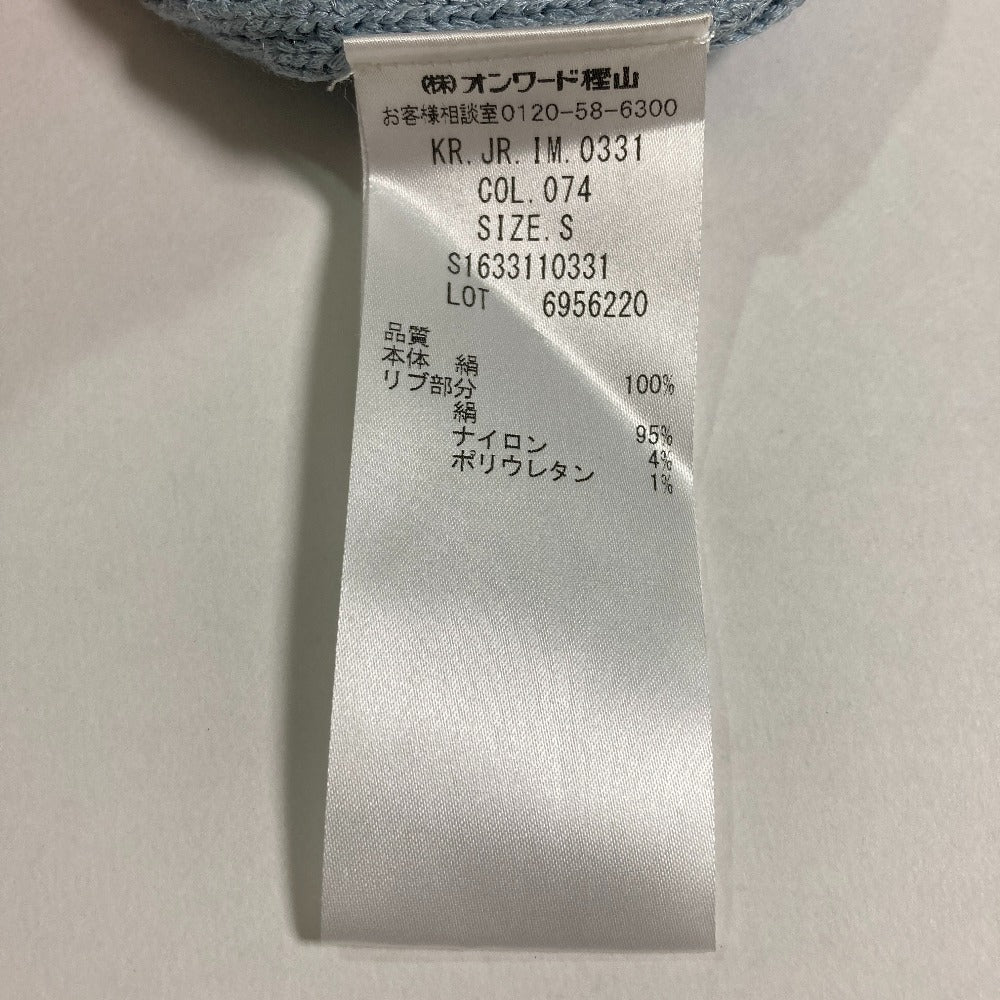 (株)オンワード樫山
お客様相談室0120-58-6300
KR.JR.IM.0331
COL.074
SIZE.S
S1633110331
LOT 6956220
品質
本体 絹 100%
リブ部分
絹 95%
ナイロン 4%
ポリウレタン 1%